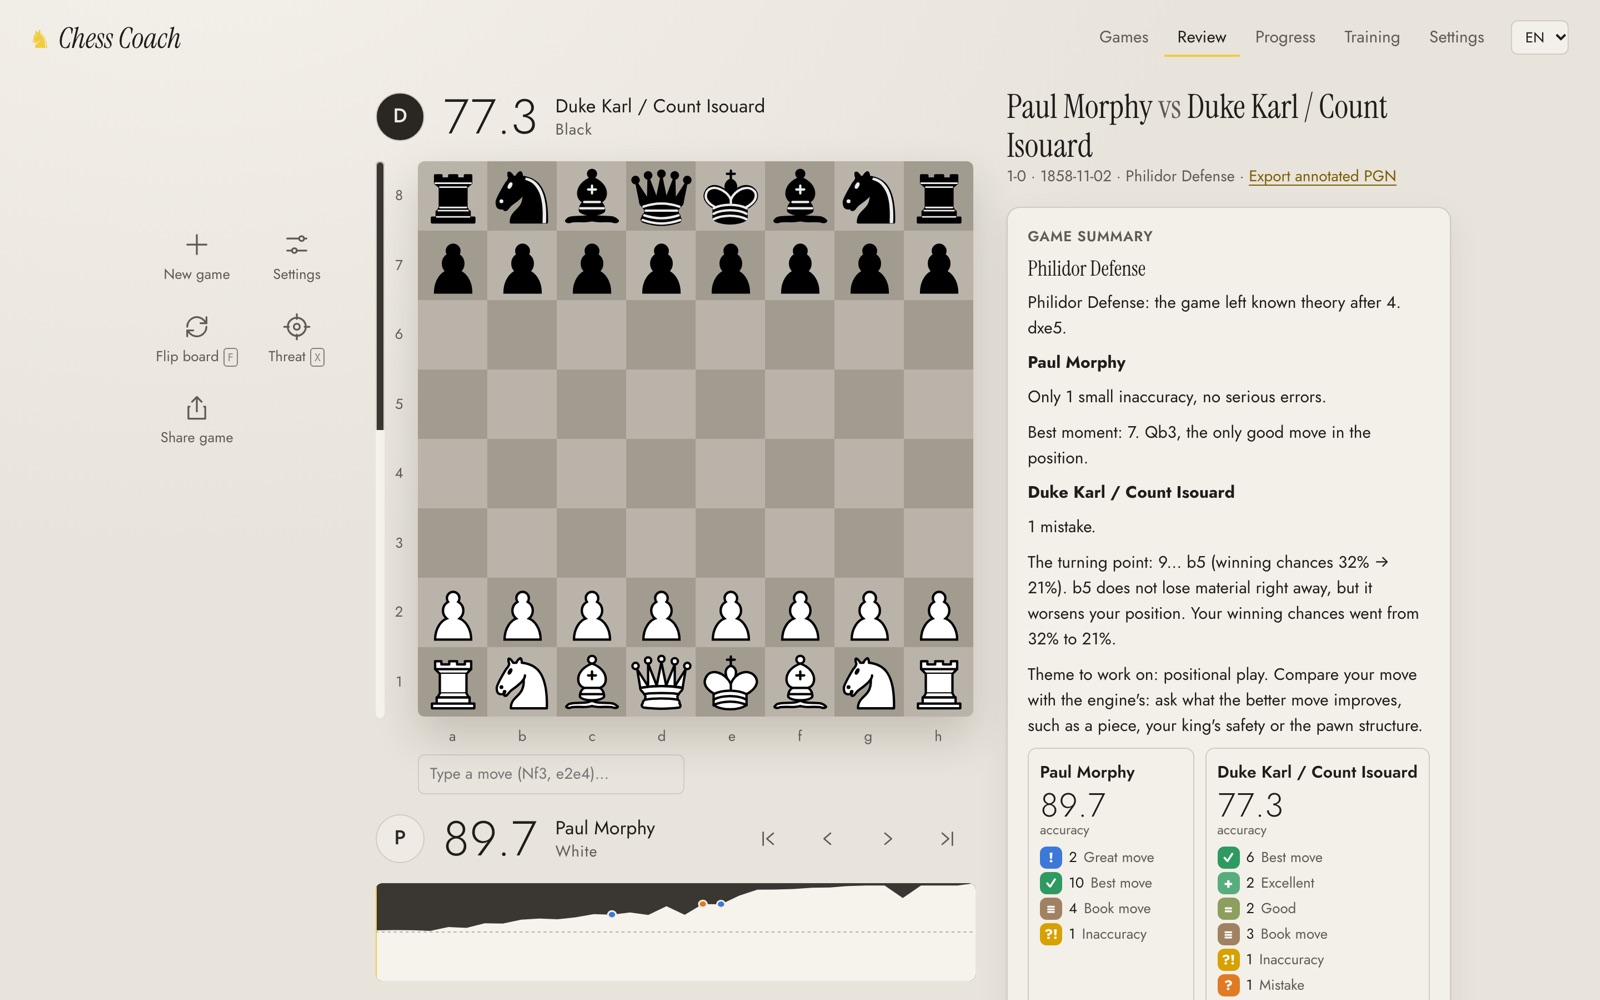 Chess Coach
Games
Review
Progress
Training
Settings
EN
New game
Settings
Flip board F
Threat X
Share game
D
77.3
Duke Karl / Count Isouard
Black
8
7
6
5
4
3
2
1
a b c d e f g h
Type a move (Nf3, e2e4)...
P
89.7
Paul Morphy
White
Paul Morphy vs Duke Karl / Count
Isouard
1-0 · 1858-11-02 · Philidor Defense · Export annotated PGN
GAME SUMMARY
Philidor Defense
Philidor Defense: the game left known theory after 4.
dxe5.
Paul Morphy
Only 1 small inaccuracy, no serious errors.
Best moment: 7. Qb3, the only good move in the
position.
Duke Karl / Count Isouard
1 mistake.
The turning point: 9... b5 (winning chances 32% →
21%). b5 does not lose material right away, but it
worsens your position. Your winning chances went from
32% to 21%.
Theme to work on: positional play. Compare your move
with the engine's: ask what the better move improves,
such as a piece, your king's safety or the pawn structure.
Paul Morphy
89.7
accuracy
! 2 Great move
10 Best move
4 Book move
?! 1 Inaccuracy
Duke Karl / Count Isouard
77.3
accuracy
6 Best move
2 Excellent
2 Good
3 Book move
?! 1 Inaccuracy
? 1 Mistake